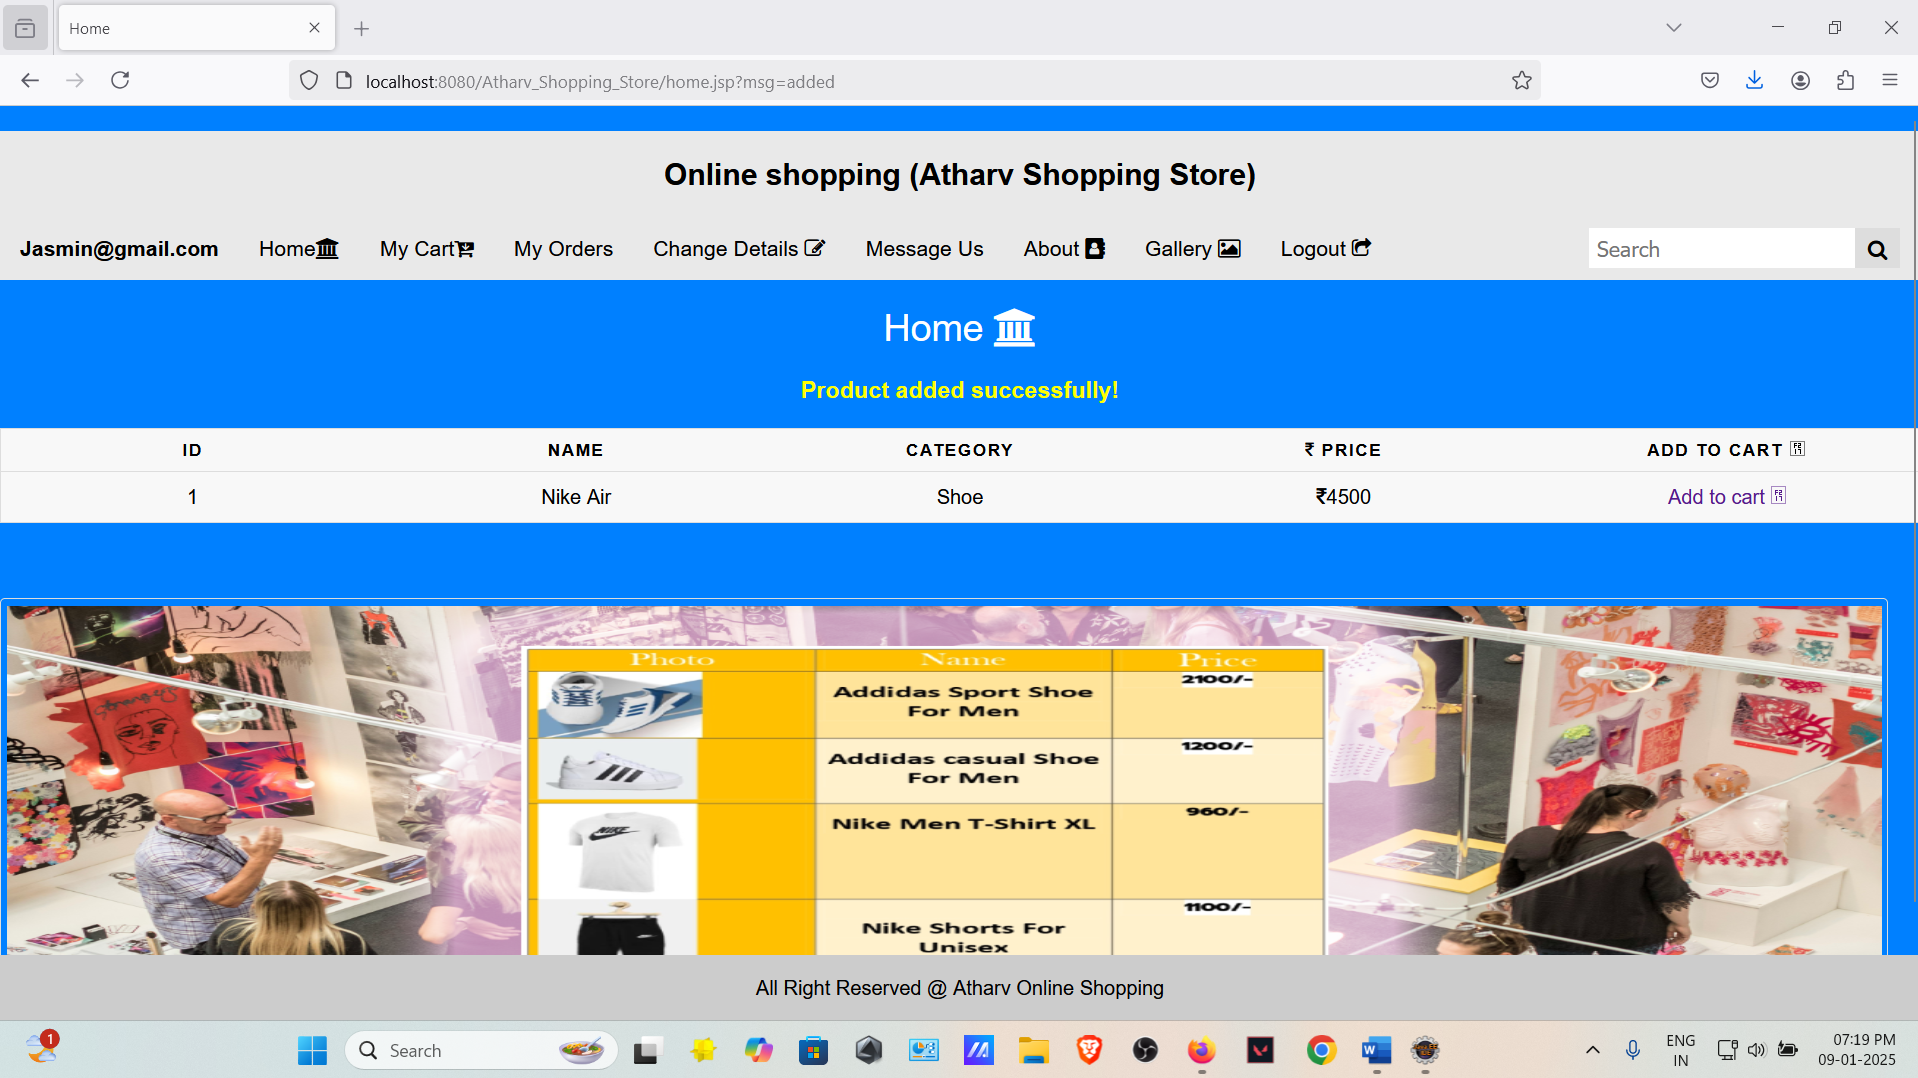 Home
localhost:8080/Atharv_Shopping_Store/home.jsp?msg=added
Online shopping (Atharv Shopping Store)
Jasmin@gmail.com Home My Cart My Orders Change Details Message Us About Gallery Logout Search
Home
Product added successfully!
ID NAME CATEGORY ₹ PRICE ADD TO CART
1 Nike Air Shoe ₹4500 Add to cart
Photo Name Price
Addidas Sport Shoe For Men 2100/-
Addidas casual Shoe For Men 1200/-
NIKE Nike Men T-Shirt XL 960/-
Nike Shorts For Unisex 1100/-
All Right Reserved @ Atharv Online Shopping
1 Search ENG IN 07:19 PM 09-01-2025